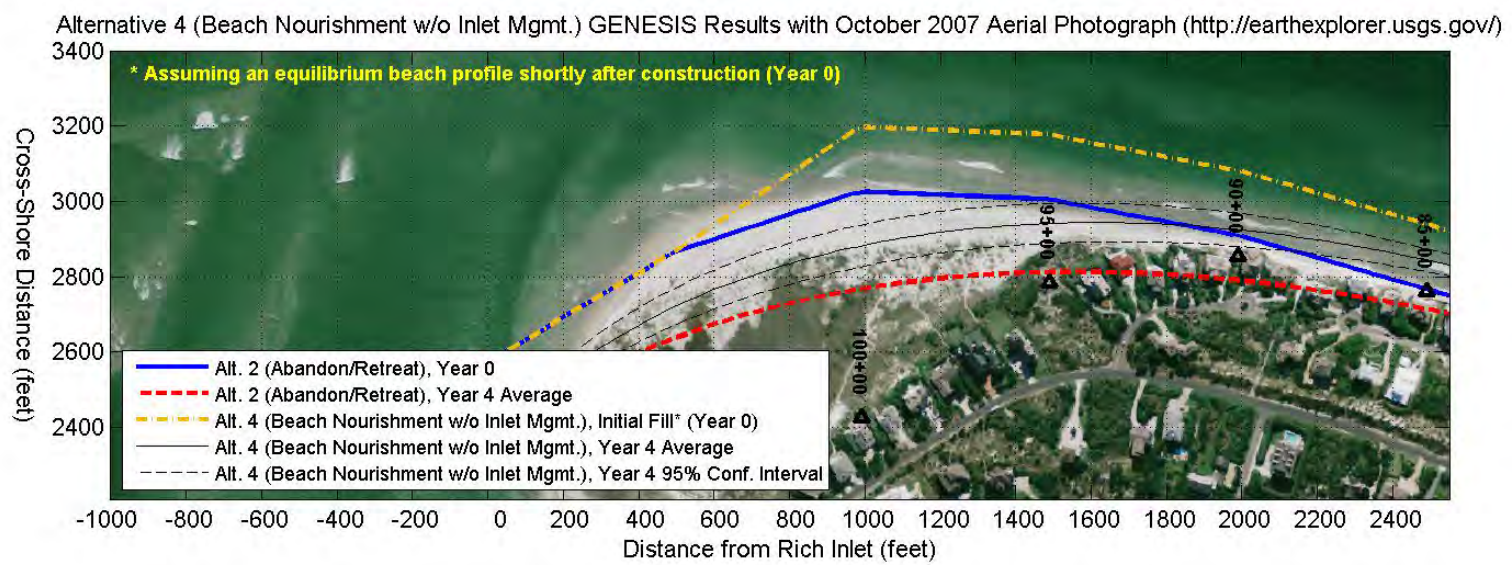 Alternative 4 (Beach Nourishment w/o Inlet Mgmt.) GENESIS Results with October 2007 Aerial Photograph (http://earthexplorer.usgs.gov/)
* Assuming an equilibrium beach profile shortly after construction (Year 0)
Cross-Shore Distance (feet)
3400
3200
3000
2800
2600
2400
100+00
95+00
90+00
85+00
Alt. 2 (Abandon/Retreat), Year 0
Alt. 2 (Abandon/Retreat), Year 4 Average
Alt. 4 (Beach Nourishment w/o Inlet Mgmt.), Initial Fill* (Year 0)
Alt. 4 (Beach Nourishment w/o Inlet Mgmt.), Year 4 Average
Alt. 4 (Beach Nourishment w/o Inlet Mgmt.), Year 4 95% Conf. Interval
-1000 -800 -600 -400 -200 0 200 400 600 800 1000 1200 1400 1600 1800 2000 2200 2400
Distance from Rich Inlet (feet)